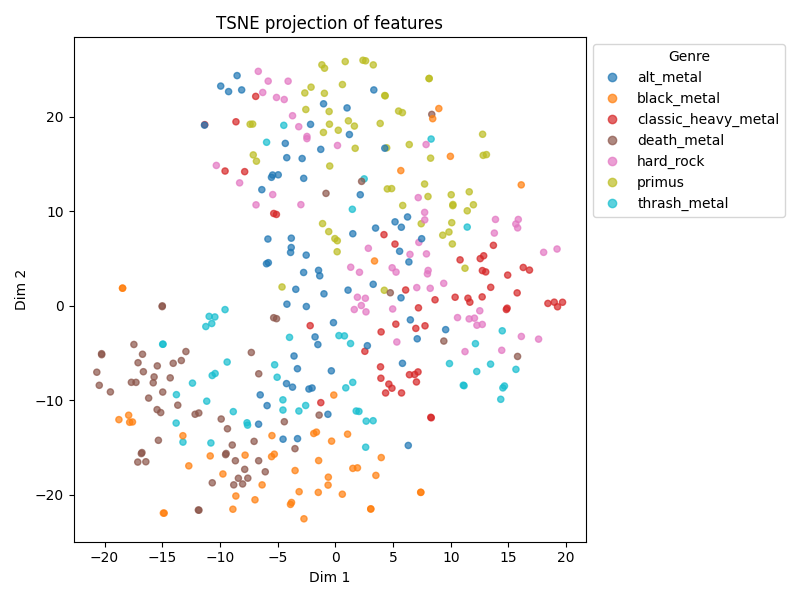 TSNE projection of features
Genre
alt_metal
black_metal
classic_heavy_metal
death_metal
hard_rock
primus
thrash_metal
20
10
0
−10
−20
Dim 2
−20 −15 −10 −5 0 5 10 15 20
Dim 1